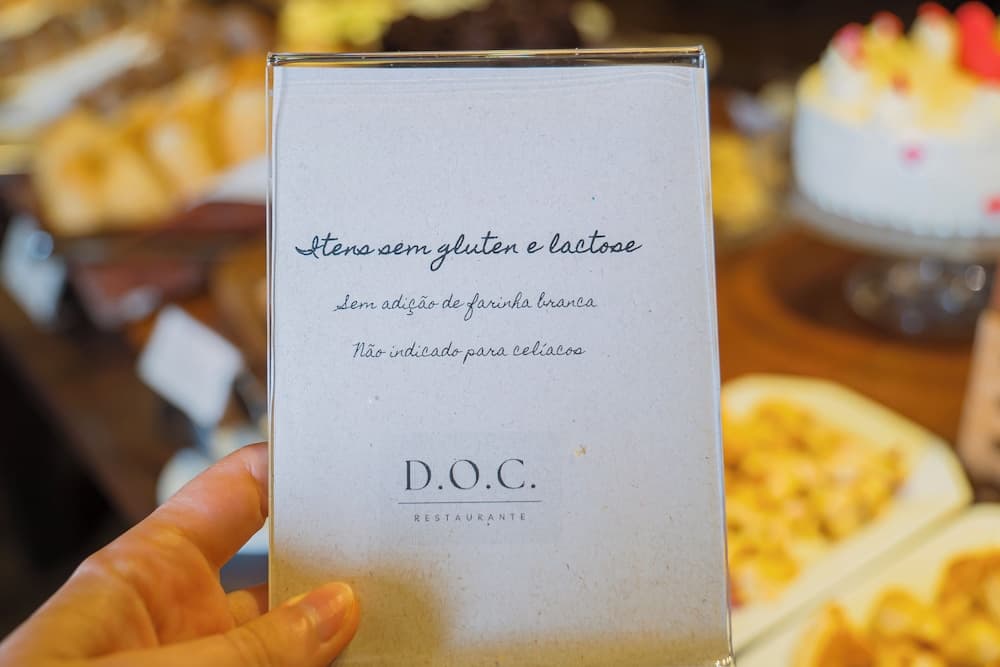 Itens sem gluten e lactose
Sem adição de farinha branca
Não indicado para celíacos
D.O.C.
RESTAURANTE